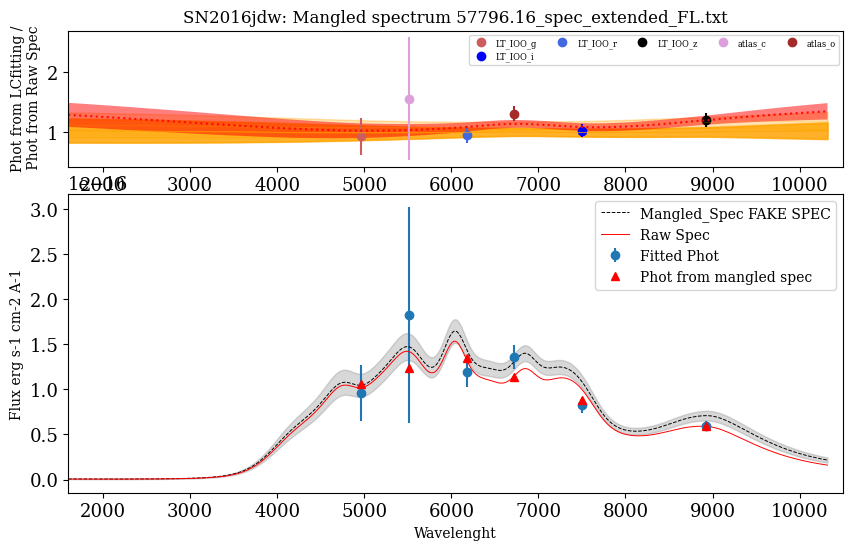 SN2016jdw: Mangled spectrum 57796.16_spec_extended_FL.txt
Phot from LCfitting /
Phot from Raw Spec
2
1
LT_IOO_g
LT_IOO_i
LT_IOO_r
LT_IOO_z
atlas_c
atlas_o
2000 3000 4000 5000 6000 7000 8000 9000 10000
1e−16
Flux erg s-1 cm-2 A-1
3.0
2.5
2.0
1.5
1.0
0.5
0.0
Mangled_Spec FAKE SPEC
Raw Spec
Fitted Phot
Phot from mangled spec
2000 3000 4000 5000 6000 7000 8000 9000 10000
Wavelenght